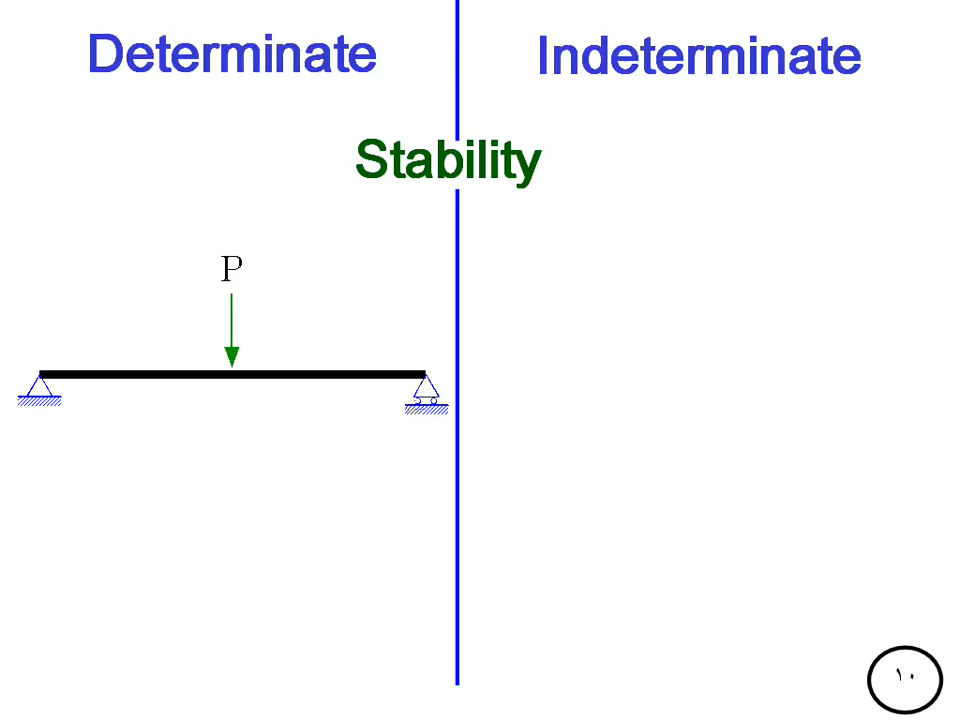 Determinate
Indeterminate
Stability
P
١٠